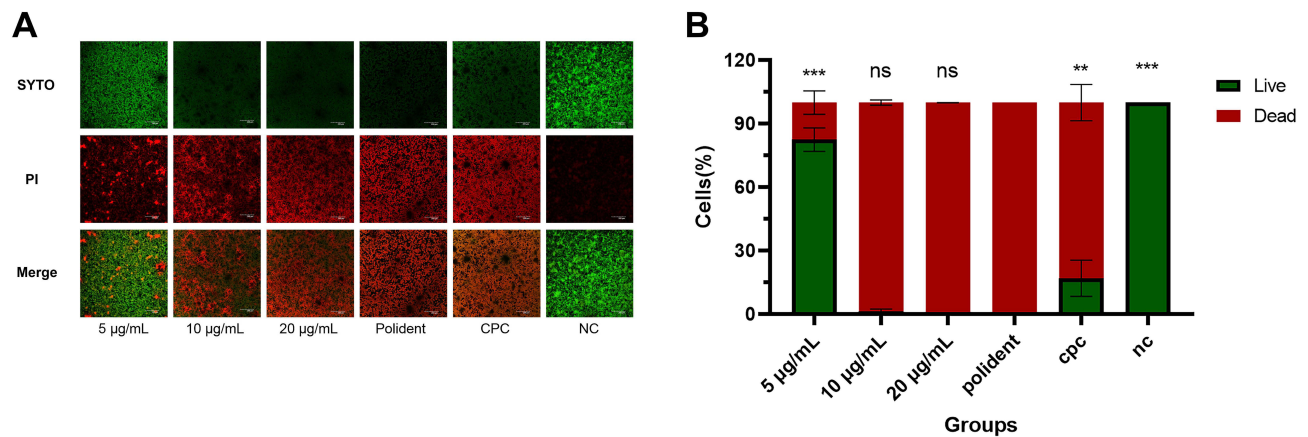 A
SYTO
PI
Merge
5 µg/mL
10 µg/mL
20 µg/mL
Polident
CPC
NC
B
120
90
60
30
0
Cells(%)
***
ns
ns
**
***
Live
Dead
5 µg/mL
10 µg/mL
20 µg/mL
polident
cpc
nc
Groups